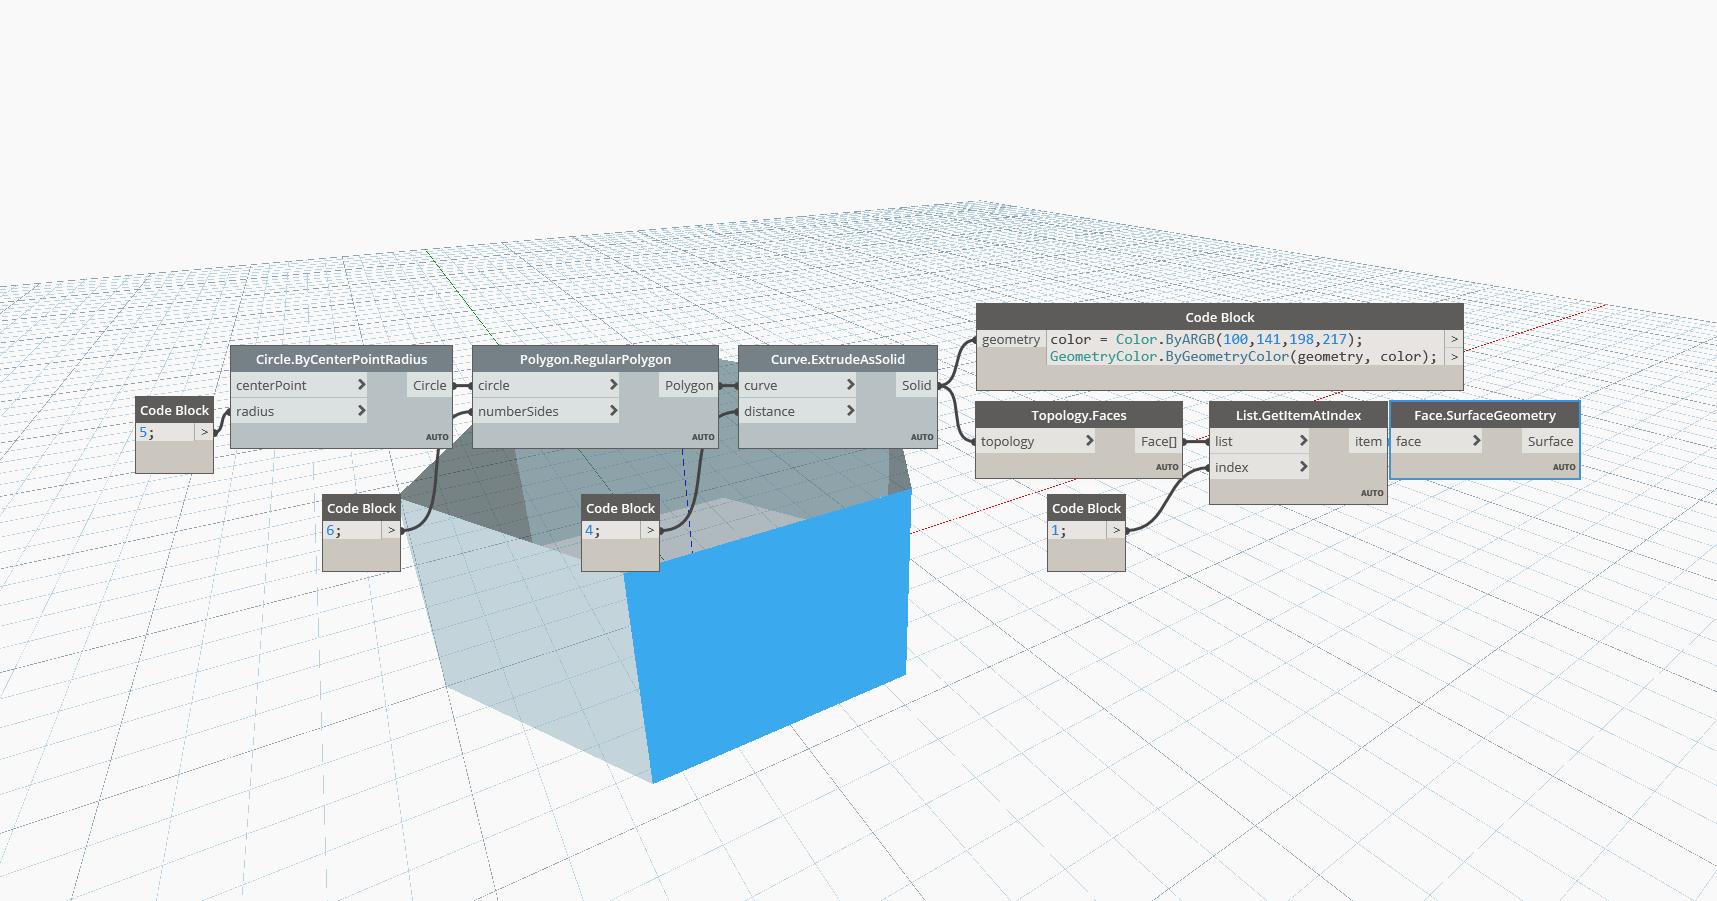 Code Block
5;
>
Circle.ByCenterPointRadius
centerPoint > Circle
radius >
AUTO
Code Block
6;
>
Polygon.RegularPolygon
circle > Polygon
numberSides >
AUTO
Code Block
4;
>
Curve.ExtrudeAsSolid
curve > Solid
distance >
AUTO
Code Block
geometry color = Color.ByARGB(100,141,198,217); >
GeometryColor.ByGeometryColor(geometry, color); >
Topology.Faces
topology > Face[]
AUTO
Code Block
1;
>
List.GetItemAtIndex
list > item
index >
AUTO
Face.SurfaceGeometry
face > Surface
AUTO